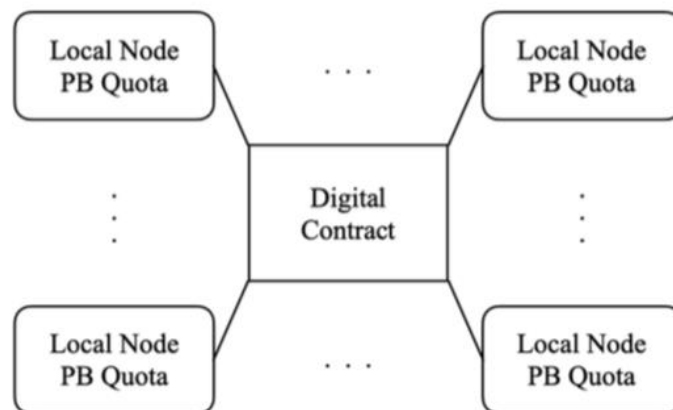 Local Node
PB Quota
. . .
Local Node
PB Quota
Digital
Contract
Local Node
PB Quota
. . .
Local Node
PB Quota